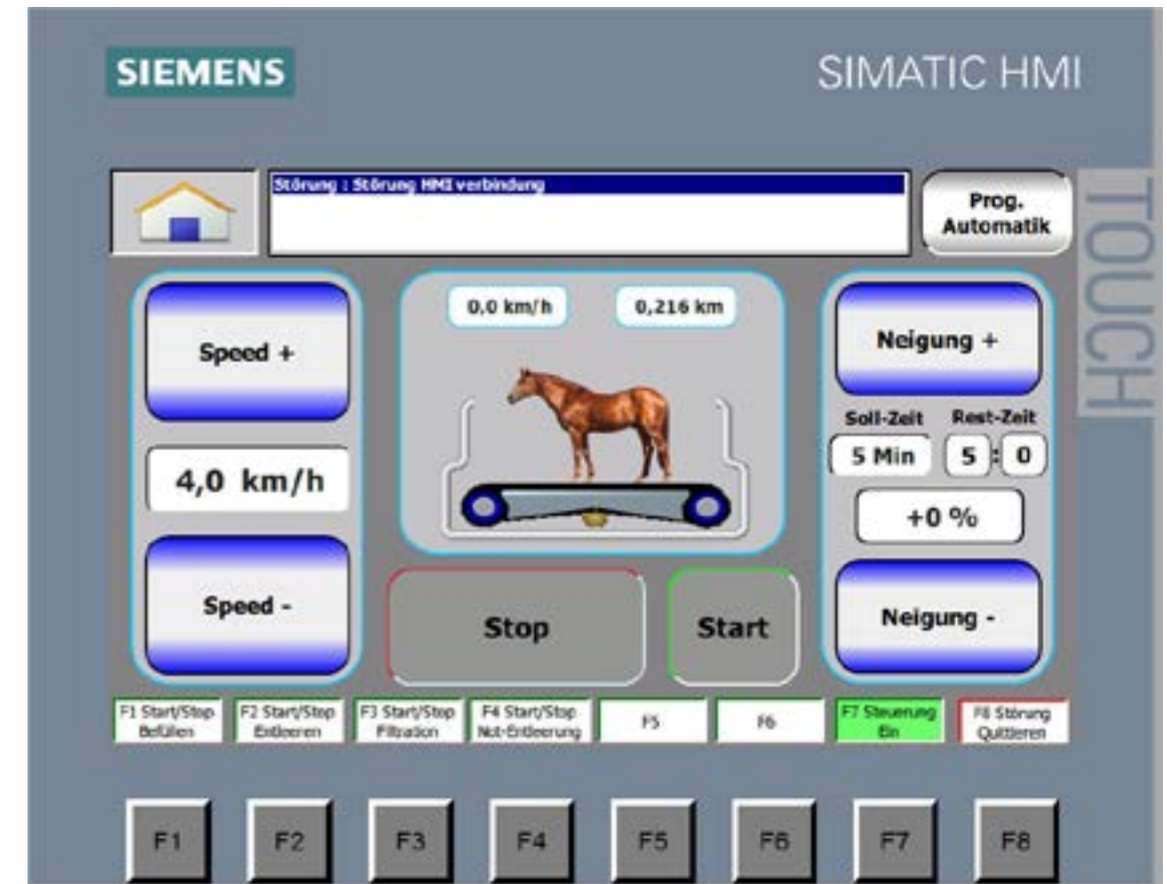 SIEMENS
SIMATIC HMI
TOUCH
Störung : Störung HMI verbindung
Prog.
Automatik
Speed +
4,0 km/h
Speed -
0,0 km/h
0,216 km
Stop
Start
Neigung +
Soll-Zeit Rest-Zeit
5 Min 5 : 0
+0 %
Neigung -
F1 Start/Stop
Befüllen
F2 Start/Stop
Entleeren
F3 Start/Stop
Filtration
F4 Start/Stop
Not-Entleerung
F5
F6
F7 Steuerung
Ein
F8 Störung
Quittieren
F1
F2
F3
F4
F5
F6
F7
F8